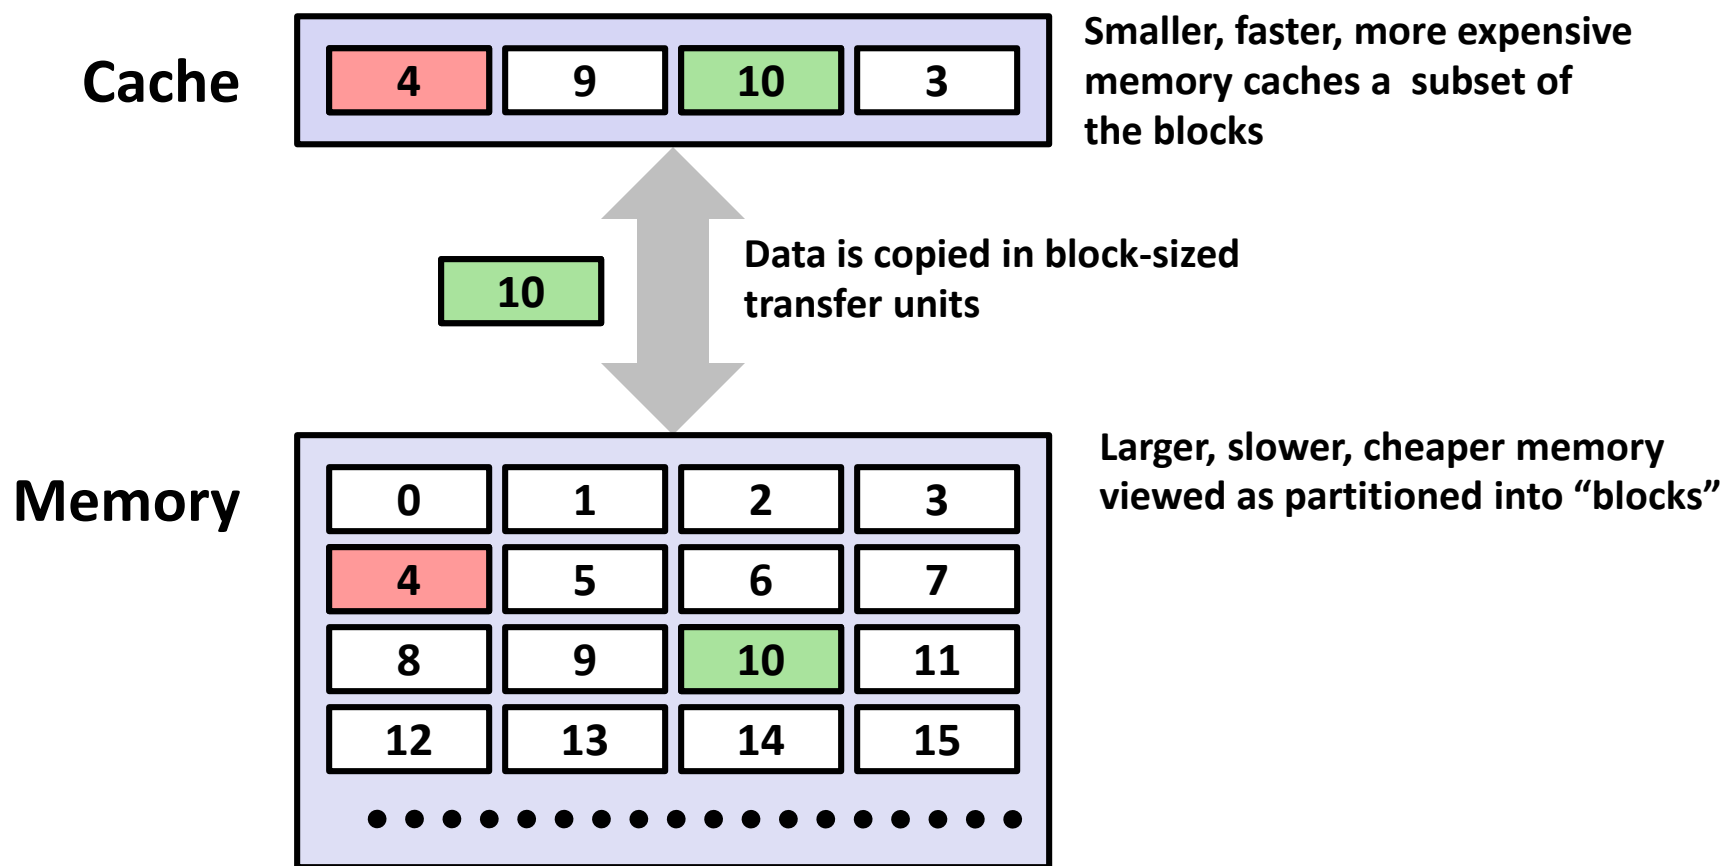 Cache
4 9 10 3
Smaller, faster, more expensive
memory caches a  subset of
the blocks
10
Data is copied in block-sized
transfer units
Memory
0 1 2 3
4 5 6 7
8 9 10 11
12 13 14 15
Larger, slower, cheaper memory
viewed as partitioned into “blocks”